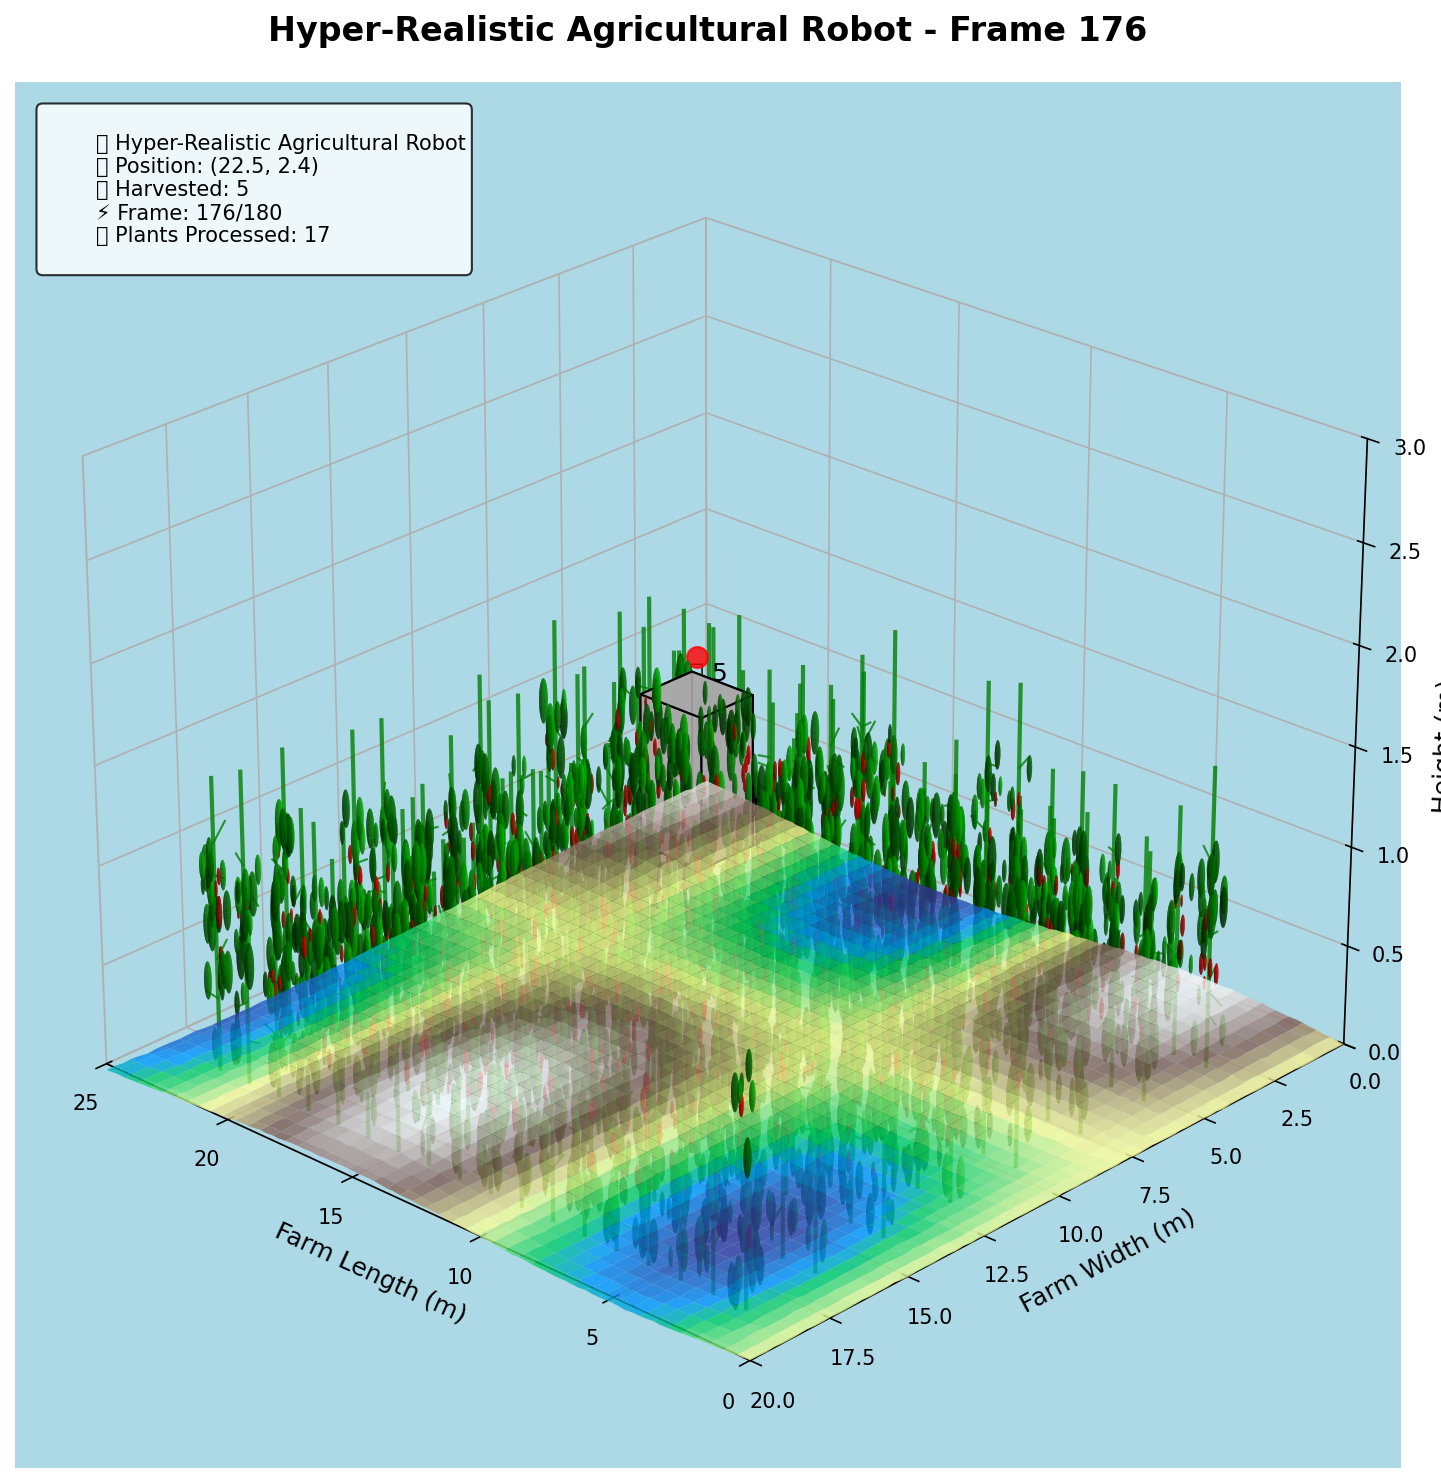 Hyper-Realistic Agricultural Robot - Frame 176
Hyper-Realistic Agricultural Robot
Position: (22.5, 2.4)
Harvested: 5
⚡ Frame: 176/180
Plants Processed: 17
5
3.0
2.5
2.0
1.5
1.0
0.5
0.0
Height (m)
0.0
2.5
5.0
7.5
10.0
12.5
15.0
17.5
20.0
Farm Width (m)
25
20
15
10
5
0
Farm Length (m)